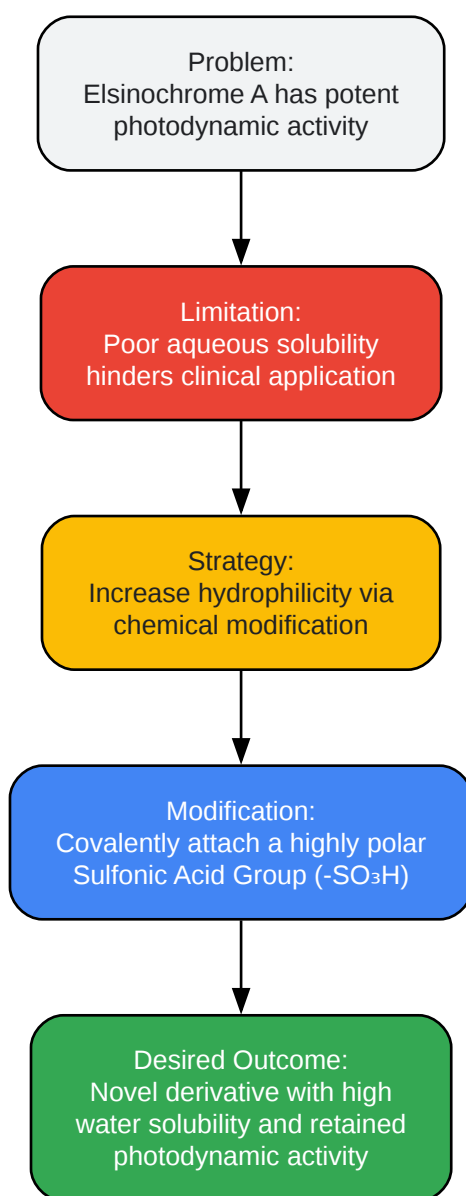 Problem:
Elsinochrome A has potent
photodynamic activity
Limitation:
Poor aqueous solubility
hinders clinical application
Strategy:
Increase hydrophilicity via
chemical modification
Modification:
Covalently attach a highly polar
Sulfonic Acid Group (-SO₃H)
Desired Outcome:
Novel derivative with high
water solubility and retained
photodynamic activity